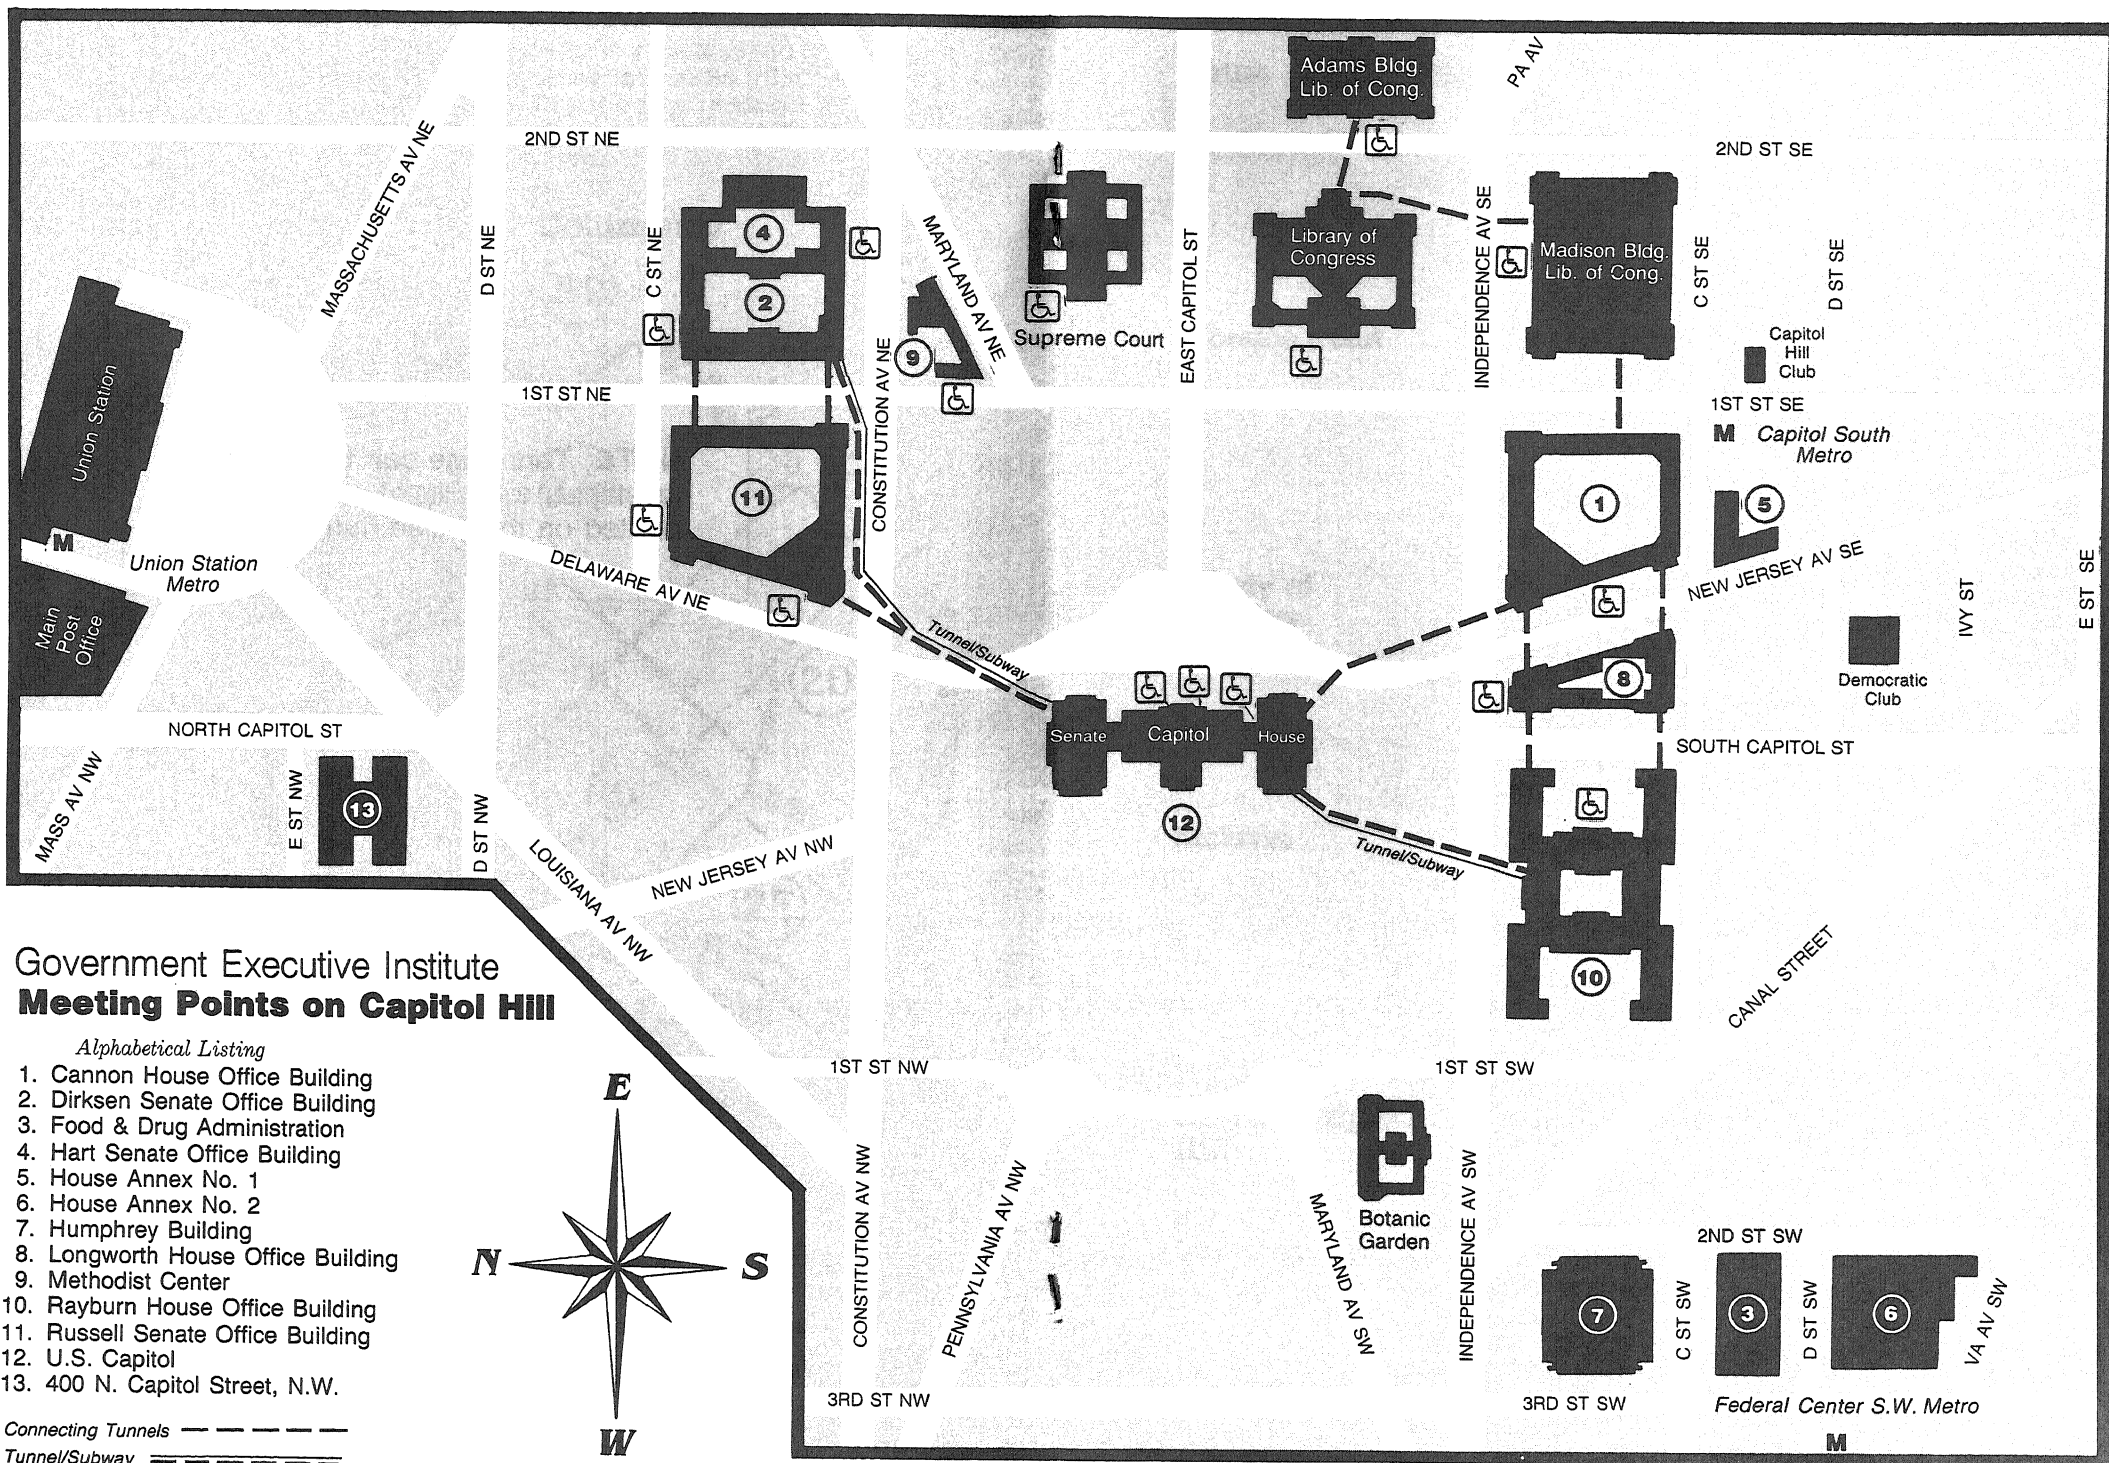 Adams Bldg.
Lib. of Cong.
PA AV
2ND ST NE
2ND ST SE
MASSACHUSETTS AV NE
D ST NE
C ST NE
4
2
MARYLAND AV NE
9
CONSTITUTION AV NE
Supreme Court
EAST CAPITOL ST
Library of
Congress
INDEPENDENCE AV SE
Madison Bldg.
Lib. of Cong.
C ST SE
D ST SE
Capitol
Hill
Club
1ST ST NE
1ST ST SE
M Capitol South
Metro
Union Station
M
Union Station
Metro
Main
Post
Office
11
1
5
DELAWARE AV NE
NEW JERSEY AV SE
IVY ST
E ST SE
Tunnel/Subway
8
Democratic
Club
Senate
Capitol
House
12
NORTH CAPITOL ST
SOUTH CAPITOL ST
MASS AV NW
E ST NW
13
D ST NW
LOUISIANA AV NW
NEW JERSEY AV NW
Tunnel/Subway
10
CANAL STREET
1ST ST NW
1ST ST SW
CONSTITUTION AV NW
PENNSYLVANIA AV NW
MARYLAND AV SW
Botanic
Garden
INDEPENDENCE AV SW
2ND ST SW
7
C ST SW
3
D ST SW
6
VA AV SW
3RD ST NW
3RD ST SW
Federal Center S.W. Metro
M
Government Executive Institute
Meeting Points on Capitol Hill
Alphabetical Listing
1. Cannon House Office Building
2. Dirksen Senate Office Building
3. Food & Drug Administration
4. Hart Senate Office Building
5. House Annex No. 1
6. House Annex No. 2
7. Humphrey Building
8. Longworth House Office Building
9. Methodist Center
10. Rayburn House Office Building
11. Russell Senate Office Building
12. U.S. Capitol
13. 400 N. Capitol Street, N.W.
Connecting Tunnels
Tunnel/Subway
E
N
S
W